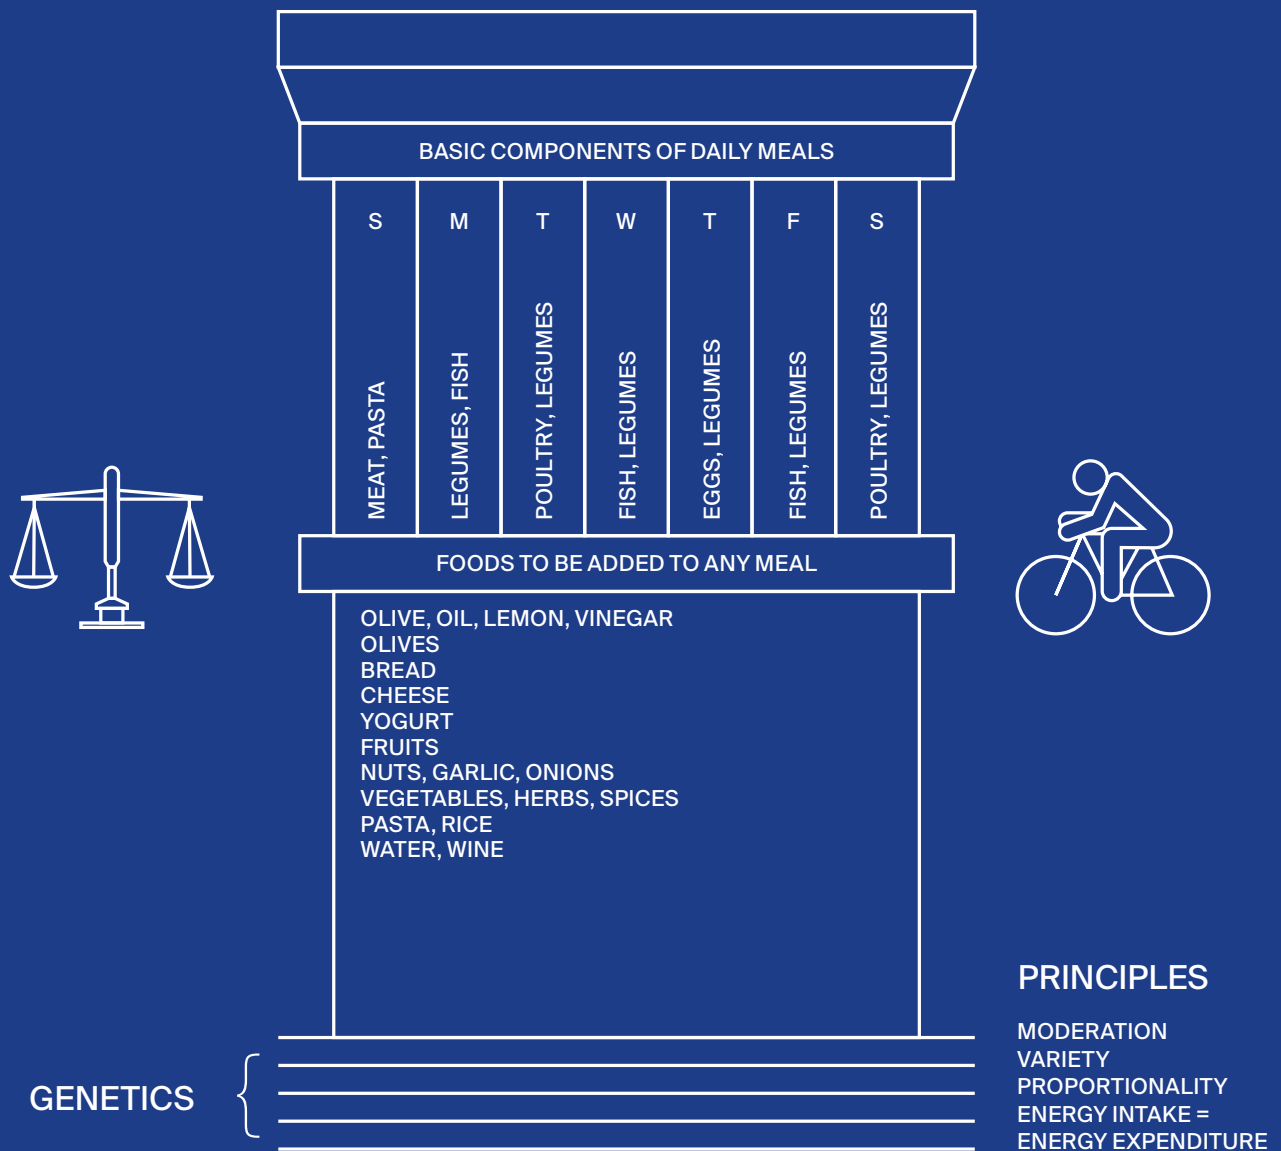 BASIC COMPONENTS OF DAILY MEALS
S
M
T
W
T
F
S
MEAT, PASTA
LEGUMES, FISH
POULTRY, LEGUMES
FISH, LEGUMES
EGGS, LEGUMES
FISH, LEGUMES
POULTRY, LEGUMES
FOODS TO BE ADDED TO ANY MEAL
OLIVE, OIL, LEMON, VINEGAR
OLIVES
BREAD
CHEESE
YOGURT
FRUITS
NUTS, GARLIC, ONIONS
VEGETABLES, HERBS, SPICES
PASTA, RICE
WATER, WINE
GENETICS
PRINCIPLES
MODERATION
VARIETY
PROPORTIONALITY
ENERGY INTAKE =
ENERGY EXPENDITURE